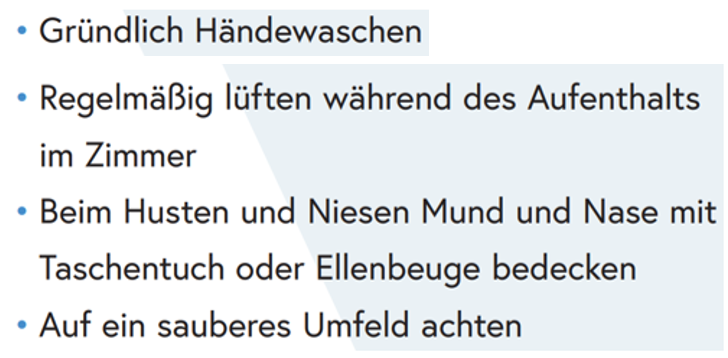 • Gründlich Händewaschen
• Regelmäßig lüften während des Aufenthalts
im Zimmer
• Beim Husten und Niesen Mund und Nase mit
Taschentuch oder Ellenbeuge bedecken
• Auf ein sauberes Umfeld achten